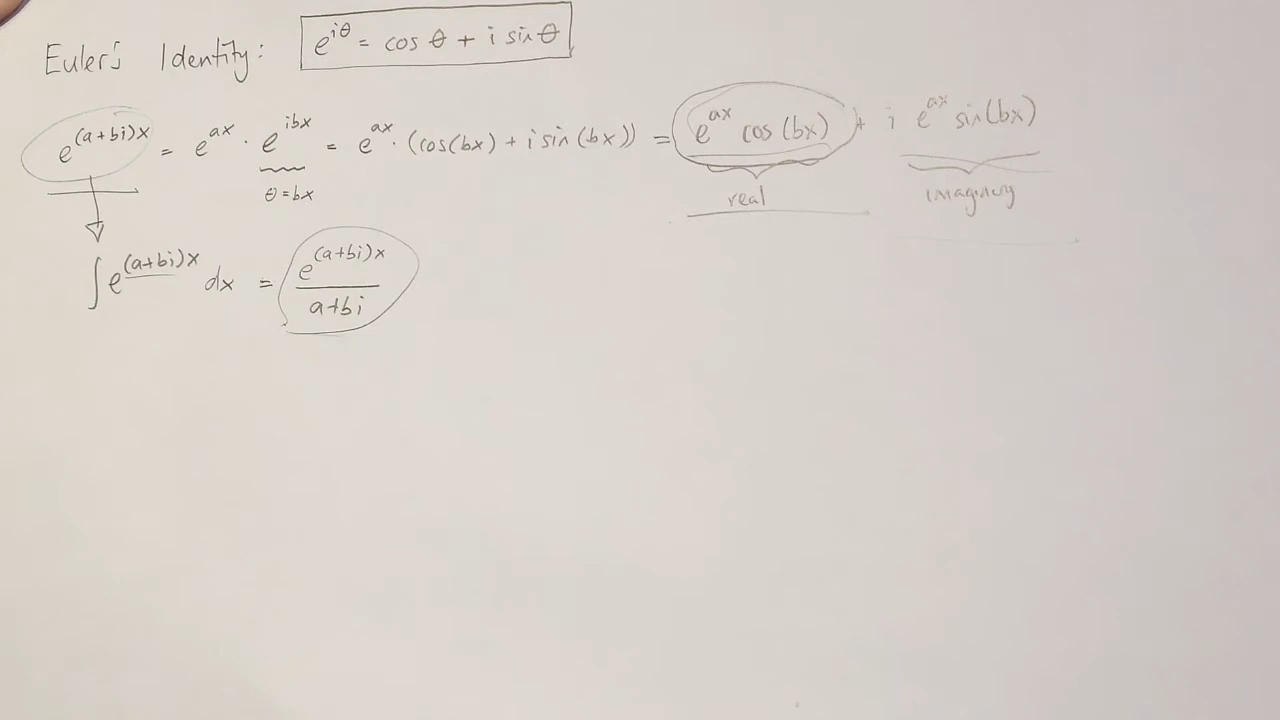 Euler's Identity: e^{iθ} = cos θ + i sin θ
e^{(a+bi)x} = e^{ax} · e^{ibx} = e^{ax} · (cos(bx) + i sin(bx)) = e^{ax} cos(bx) + i e^{ax} sin(bx)
θ = bx real imaginary
∫ e^{(a+bi)x} dx = \frac{e^{(a+bi)x}}{a+bi}